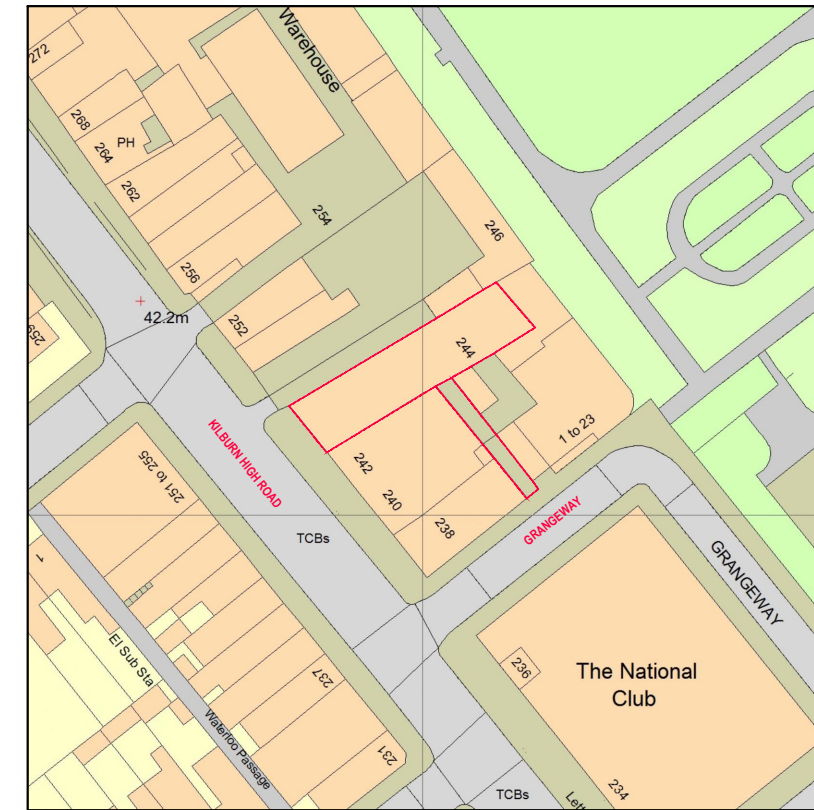 272
Warehouse
268
PH
264
262
254
246
256
42.2m
252
259
244
KILBURN HIGH ROAD
1 to 23
242
251 to 255
240
238
GRANGEWAY
TCBs
GRANGEWAY
1
El Sub Sta
236
The National
Club
237
Waterloo Passage
231
234
TCBs